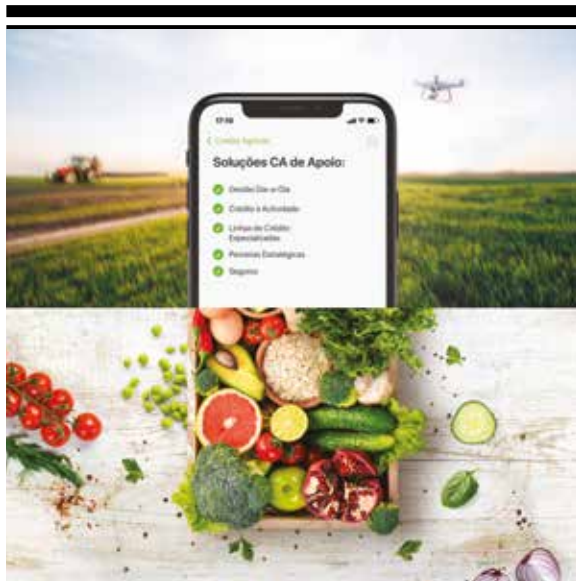 17:10
Crédito Agrícola
Soluções CA de Apoio:
Gestão Dia-a-Dia
Crédito à Actividade
Linhas de Crédito
Especializadas
Parcerias Estratégicas
Seguros